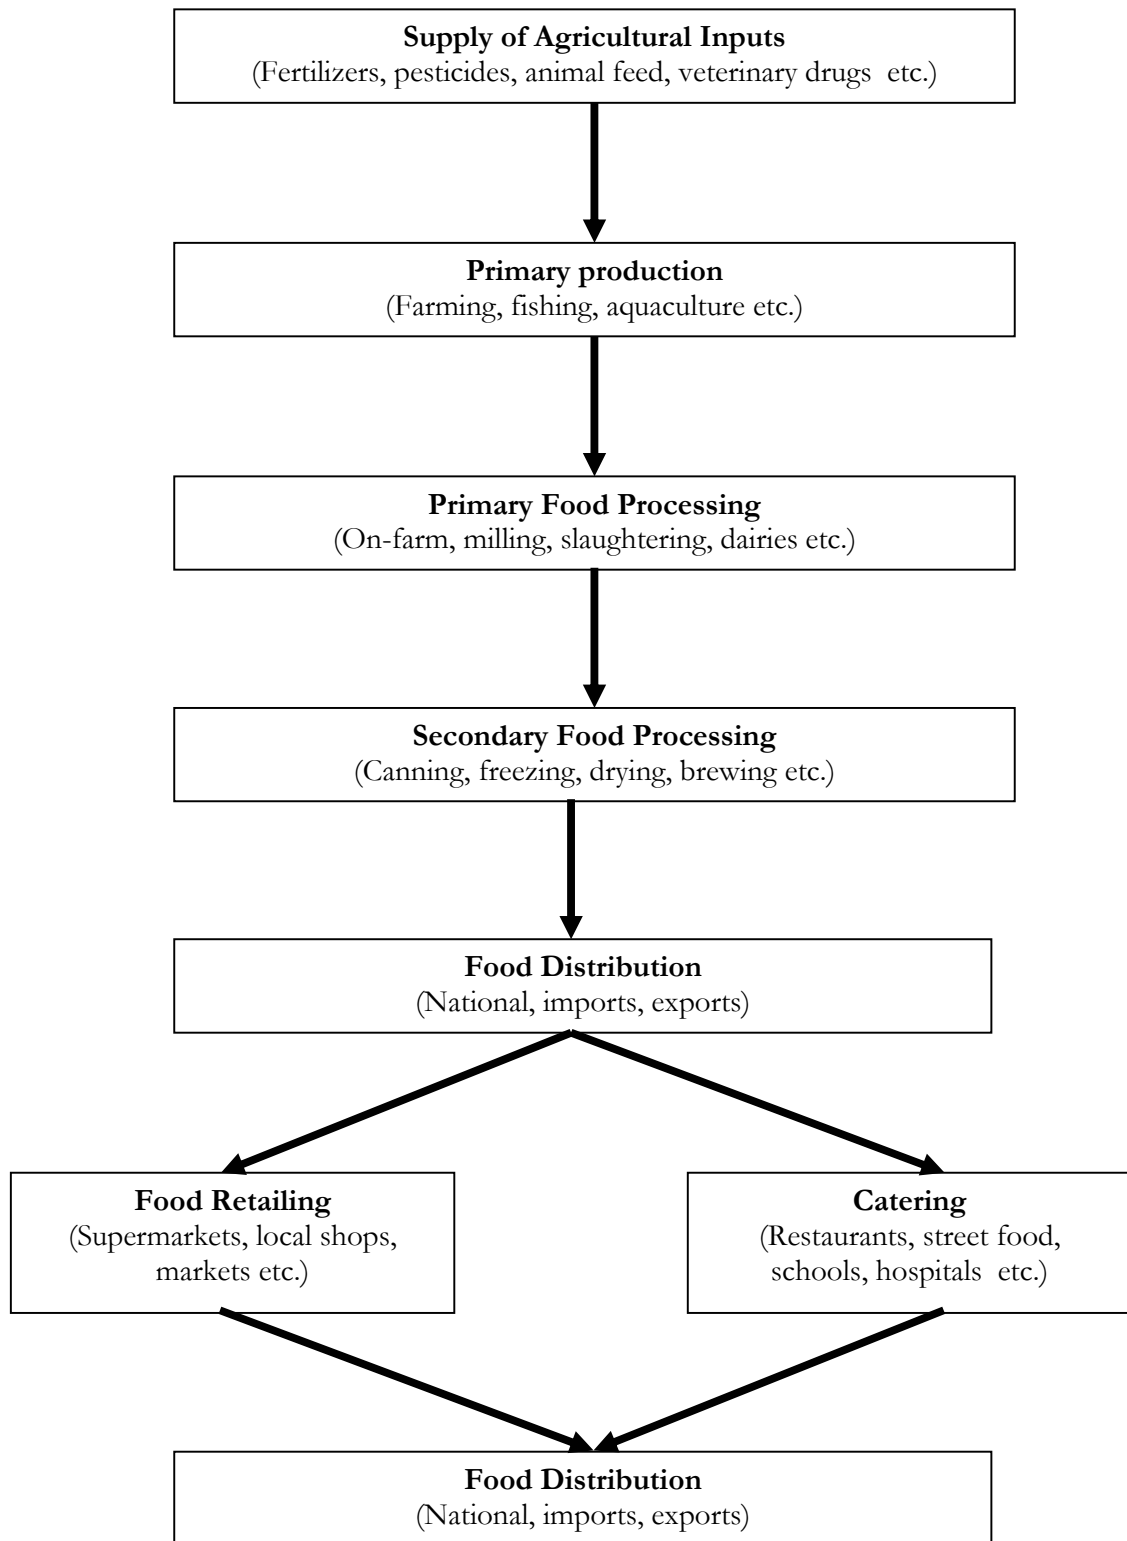 Supply of Agricultural Inputs
(Fertilizers, pesticides, animal feed, veterinary drugs  etc.)
Primary production
(Farming, fishing, aquaculture etc.)
Primary Food Processing
(On-farm, milling, slaughtering, dairies etc.)
Secondary Food Processing
(Canning, freezing, drying, brewing etc.)
Food Distribution
(National, imports, exports)
Food Retailing
(Supermarkets, local shops,
markets etc.)
Catering
(Restaurants, street food,
schools, hospitals  etc.)
Food Distribution
(National, imports, exports)